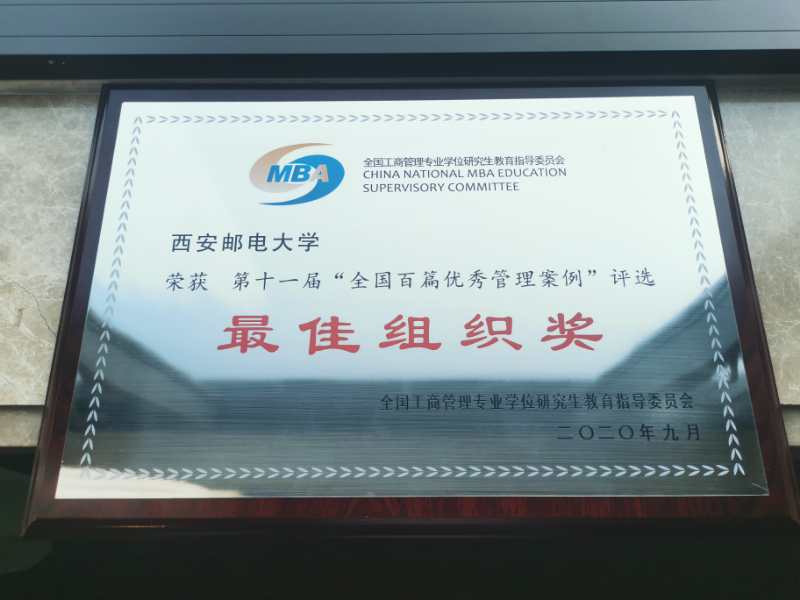 MBA
全国工商管理专业学位研究生教育指导委员会
CHINA NATIONAL MBA EDUCATION
SUPERVISORY COMMITTEE
西安邮电大学
荣获 第十一届“全国百篇优秀管理案例”评选
最佳组织奖
全国工商管理专业学位研究生教育指导委员会
二〇二〇年九月